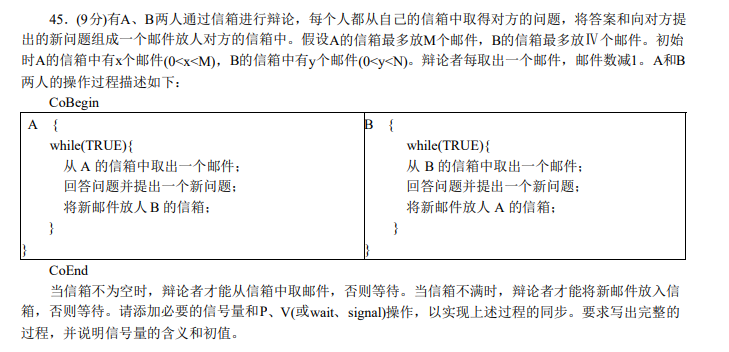 45．(9分)有A、B两人通过信箱进行辩论，每个人都从自己的信箱中取得对方的问题，将答案和向对方提
出的新问题组成一个邮件放人对方的信箱中。假设A的信箱最多放M个邮件，B的信箱最多放Ⅳ个邮件。初始
时A的信箱中有x个邮件(0<x<M)，B的信箱中有y个邮件(0<y<N)。辩论者每取出一个邮件，邮件数减1。A和B
两人的操作过程描述如下：
CoBegin
A {
while(TRUE){
从 A 的信箱中取出一个邮件；
回答问题并提出一个新问题；
将新邮件放人 B 的信箱；
}
}
B {
while(TRUE){
从 B 的信箱中取出一个邮件；
回答问题并提出一个新问题；
将新邮件放人 A 的信箱；
}
}
CoEnd
当信箱不为空时，辩论者才能从信箱中取邮件，否则等待。当信箱不满时，辩论者才能将新邮件放入信
箱，否则等待。请添加必要的信号量和P、V(或wait、signal)操作，以实现上述过程的同步。要求写出完整的
过程，并说明信号量的含义和初值。